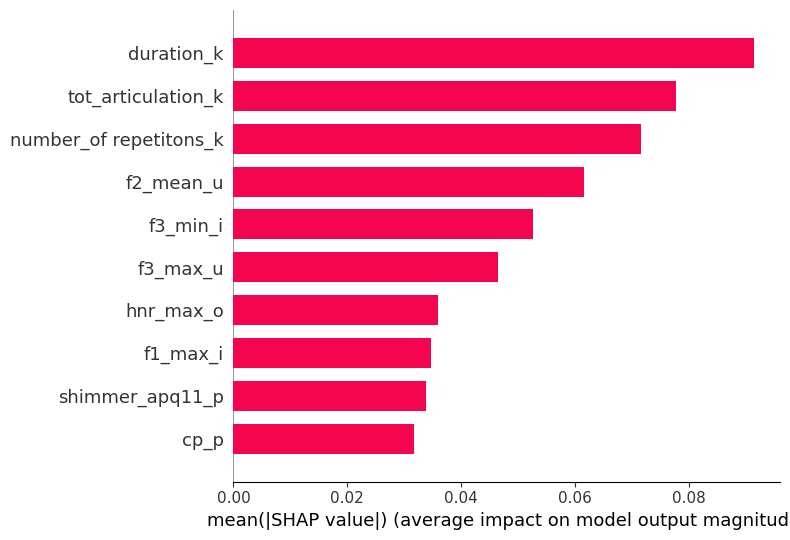 duration_k
tot_articulation_k
number_of repetitons_k
f2_mean_u
f3_min_i
f3_max_u
hnr_max_o
f1_max_i
shimmer_apq11_p
cp_p
0.00 0.02 0.04 0.06 0.08
mean(|SHAP value|) (average impact on model output magnitud